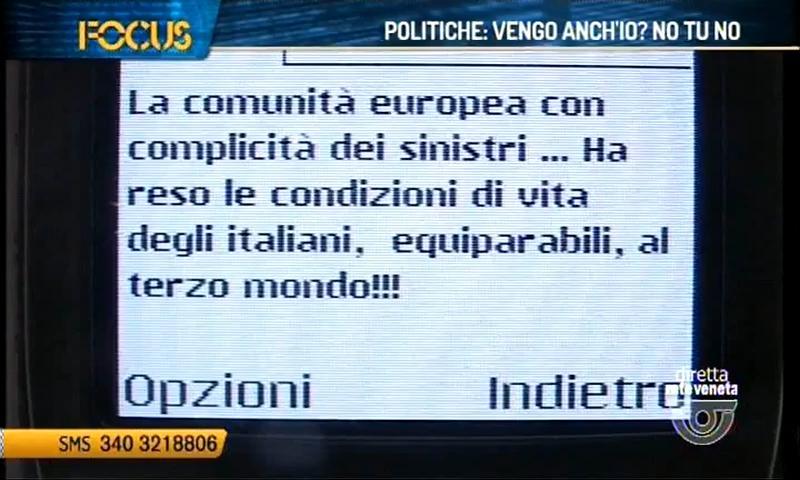 FOCUS
POLITICHE: VENGO ANCH'IO? NO TU NO
La comunità europea con
complicità dei sinistri ... Ha
reso le condizioni di vita
degli italiani,  equiparabili, al
terzo mondo!!!
Opzioni Indietro
diretta
reteveneta
SMS 340 3218806